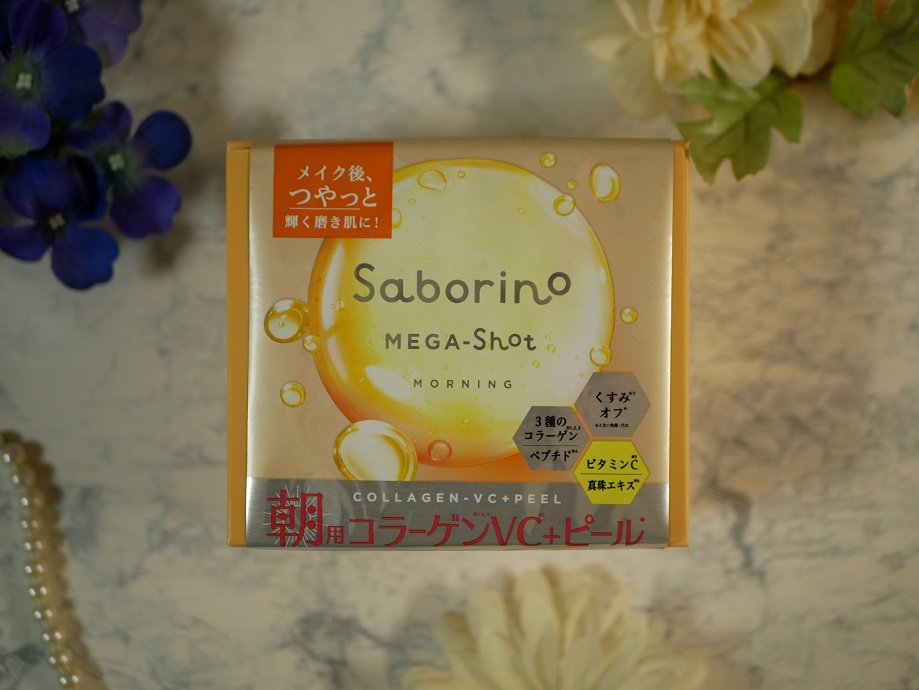 メイク後、
つやっと
輝く磨き肌に!
Saborino
MEGA-Shot
MORNING
くすみ
オフ
3種の
コラーゲン
ペプチド
ビタミンC
真珠エキス
COLLAGEN-VC+PEEL
朝用コラーゲンVC+ピール